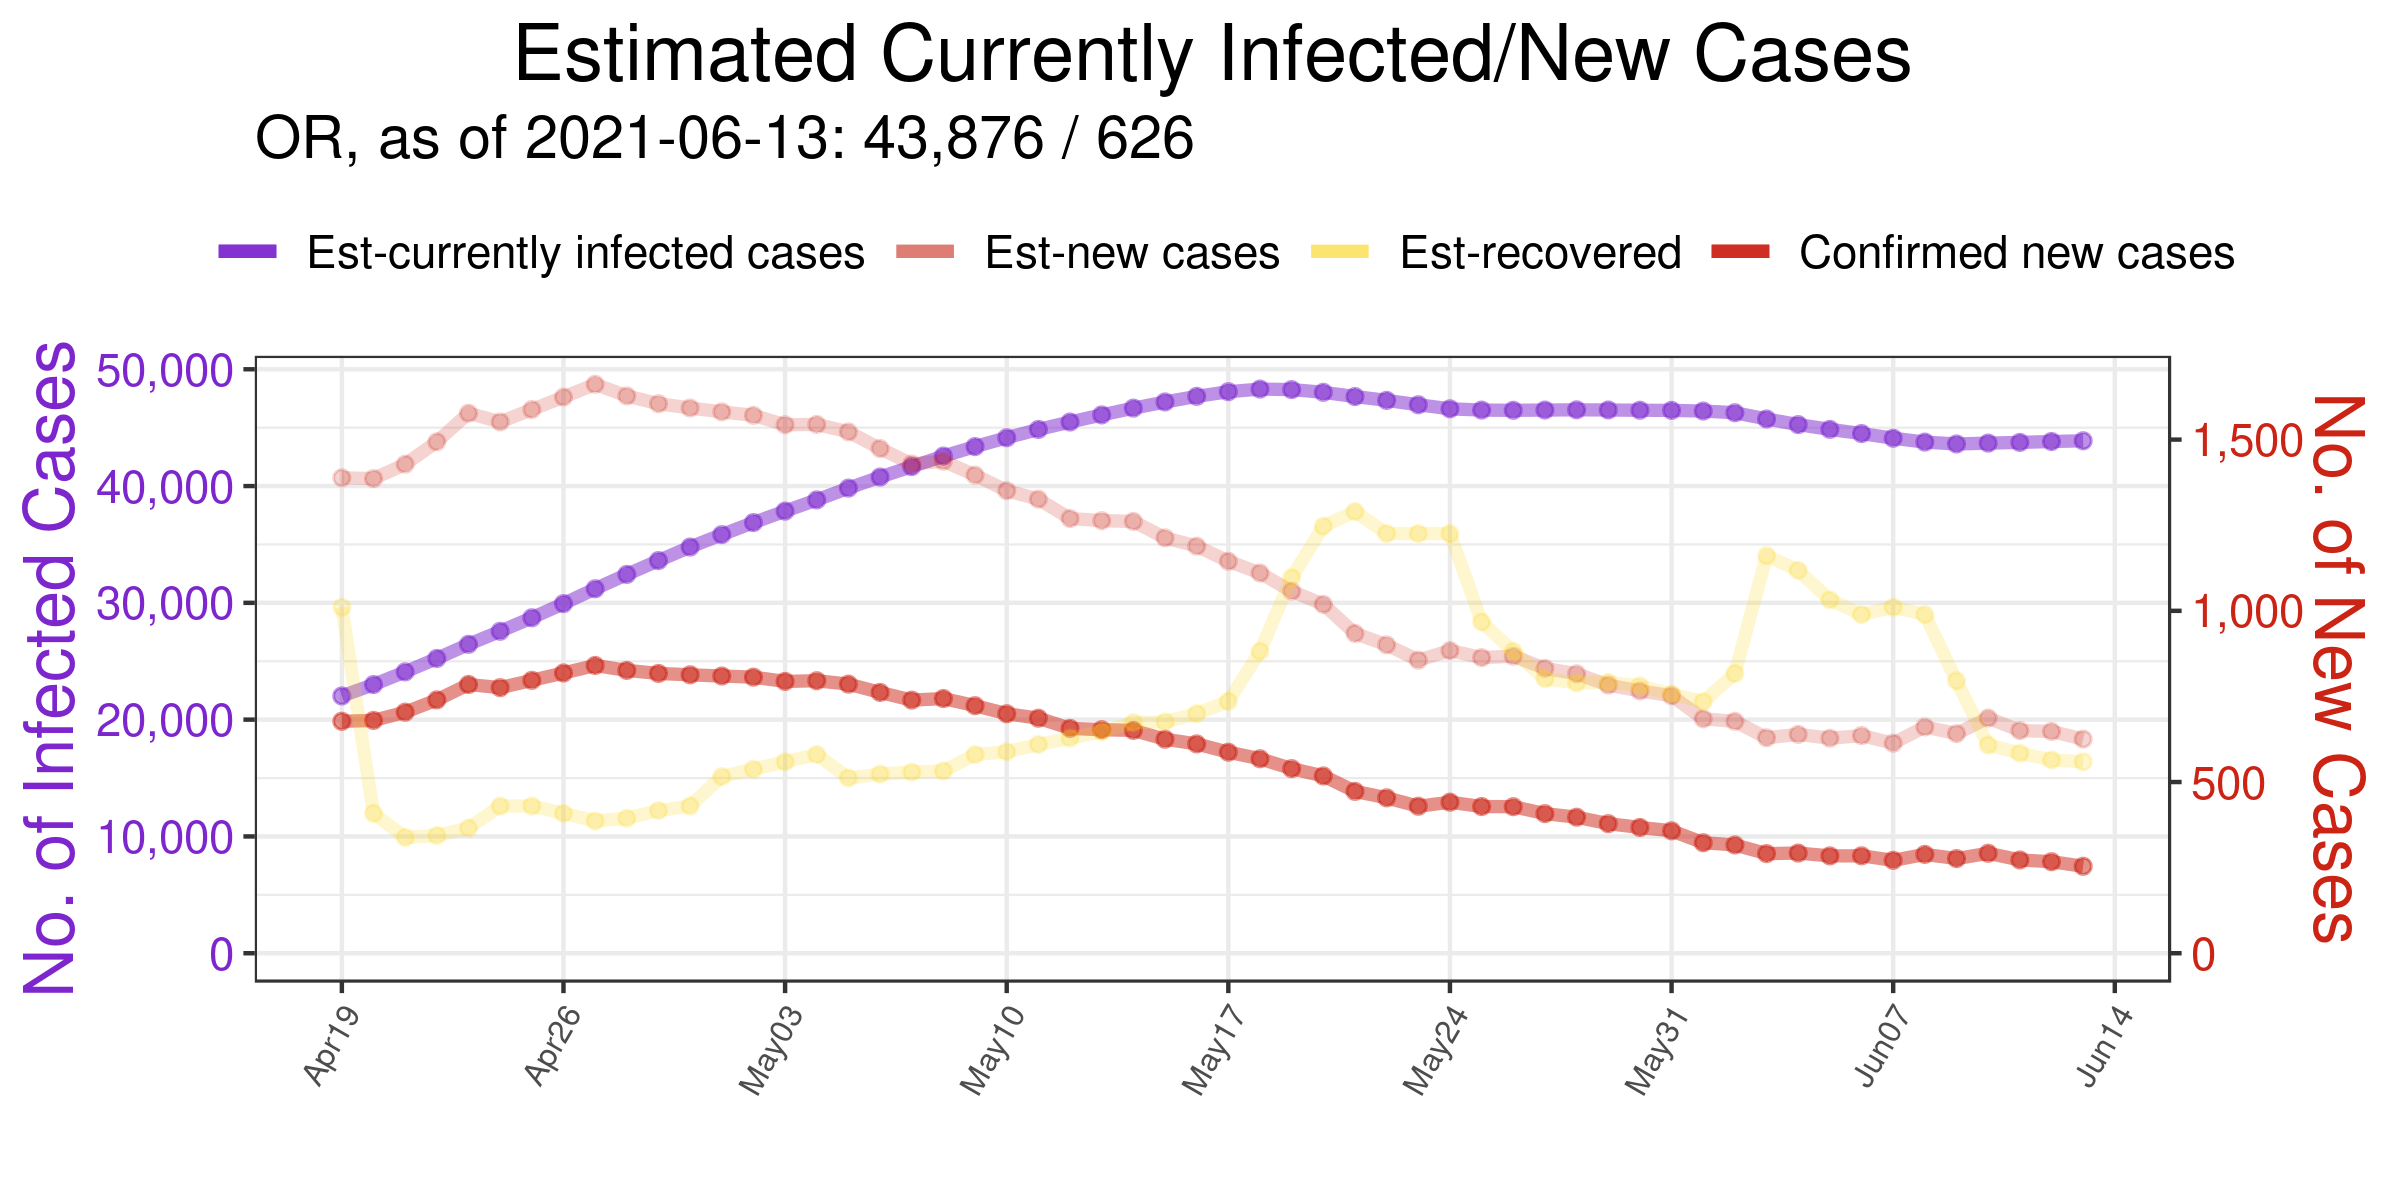 Estimated Currently Infected/New Cases
OR, as of 2021-06-13: 43,876 / 626
Est-currently infected cases Est-new cases Est-recovered Confirmed new cases
No. of Infected Cases
50,000
40,000
30,000
20,000
10,000
0
1,500
1,000
500
0
No. of New Cases
Apr19 Apr26 May03 May10 May17 May24 May31 Jun07 Jun14